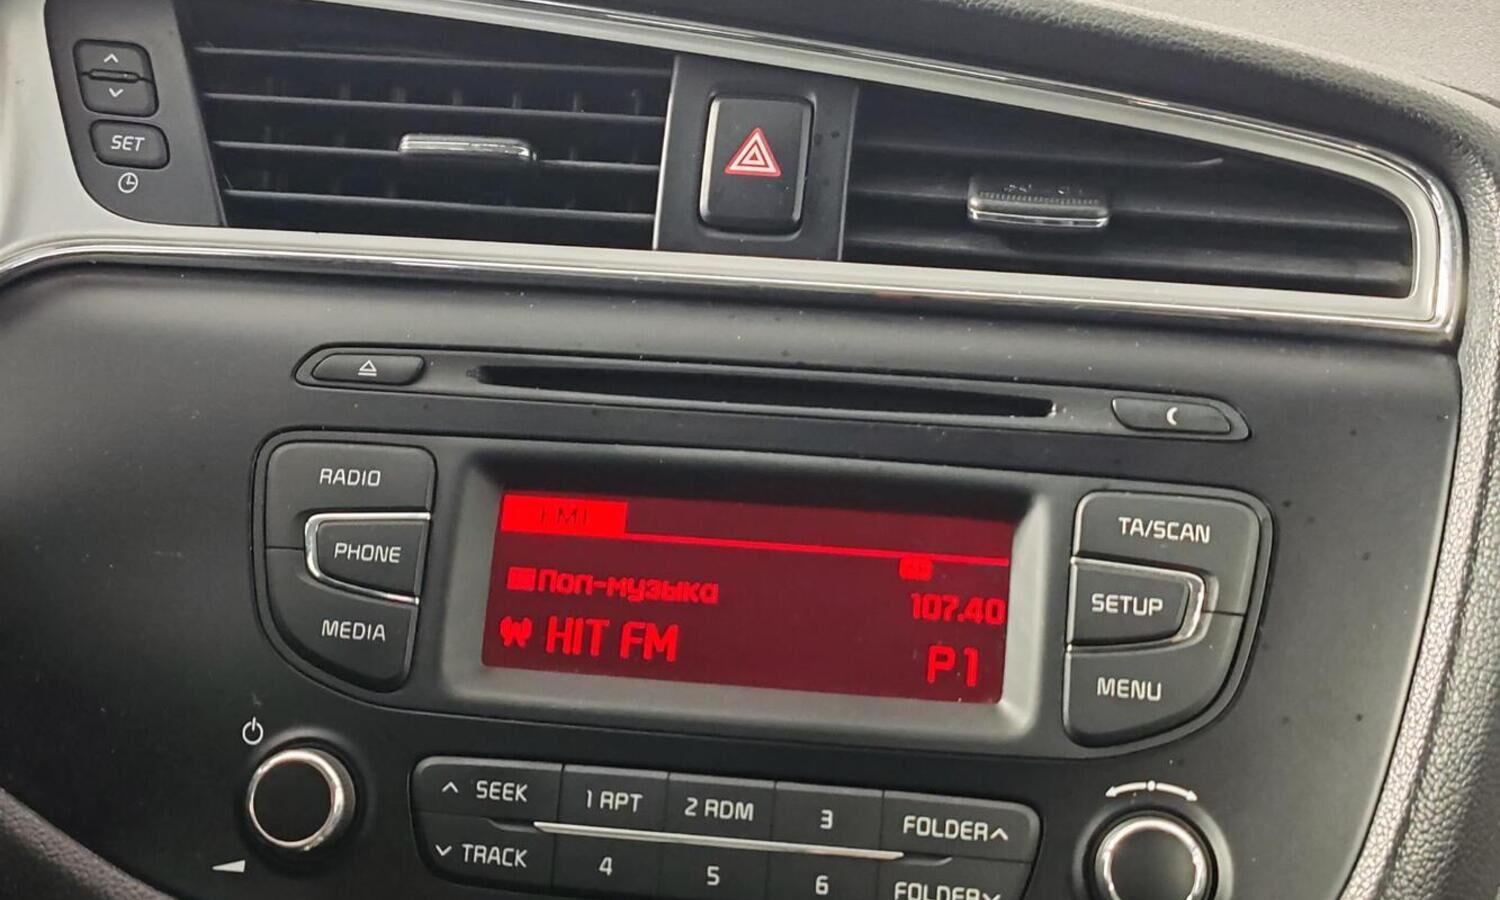 SET
RADIO
PHONE
MEDIA
FM1
Поп-музыка
107.40
HIT FM
P1
TA/SCAN
SETUP
MENU
SEEK
1 RPT
2 RDM
3
FOLDER
TRACK
4
5
6
FOLDER